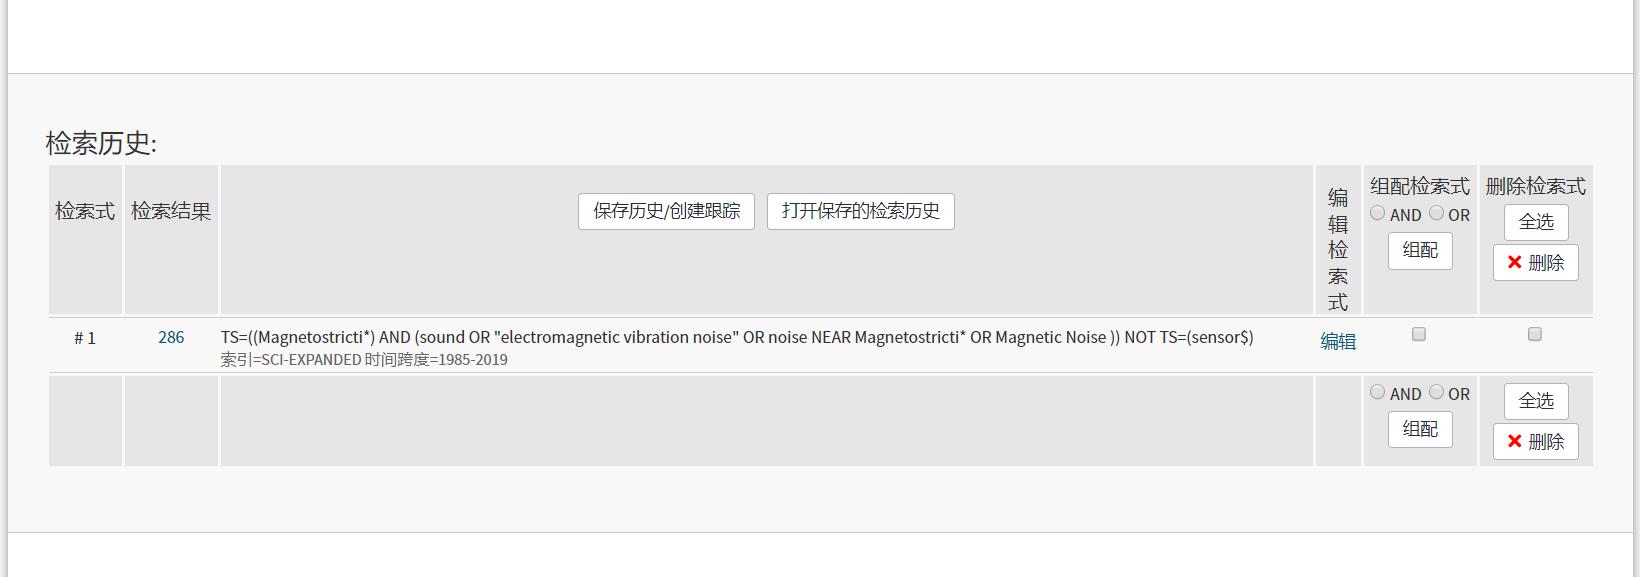 检索历史:
检索式
检索结果
保存历史/创建跟踪
打开保存的检索历史
编
辑
检
索
式
组配检索式
AND OR
组配
删除检索式
全选
删除
# 1
286
TS=((Magnetostricti*) AND (sound OR "electromagnetic vibration noise" OR noise NEAR Magnetostricti* OR Magnetic Noise )) NOT TS=(sensor$)
索引=SCI-EXPANDED 时间跨度=1985-2019
编辑
AND OR
组配
全选
删除